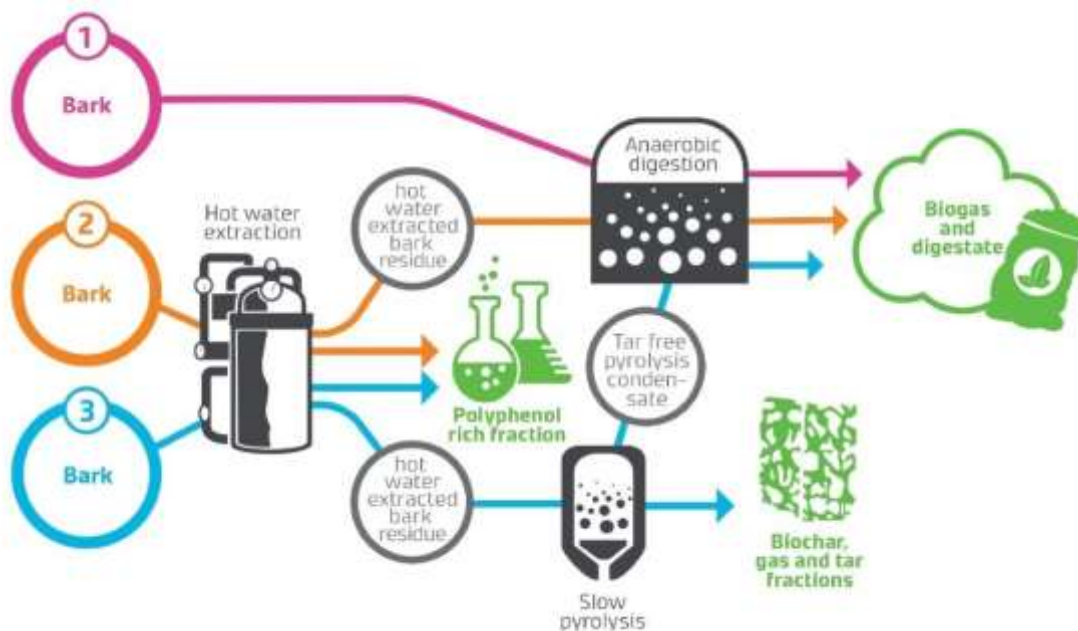 1
Bark
2
Bark
3
Bark
Hot water
extraction
hot
water
extracted
bark
residue
Anaerobic
digestion
Biogas
and
digestate
Polyphenol
rich fraction
Tar free
pyrolysis
conden-
sate
hot
water
extracted
bark
residue
Slow
pyrolysis
Biochar,
gas and tar
fractions